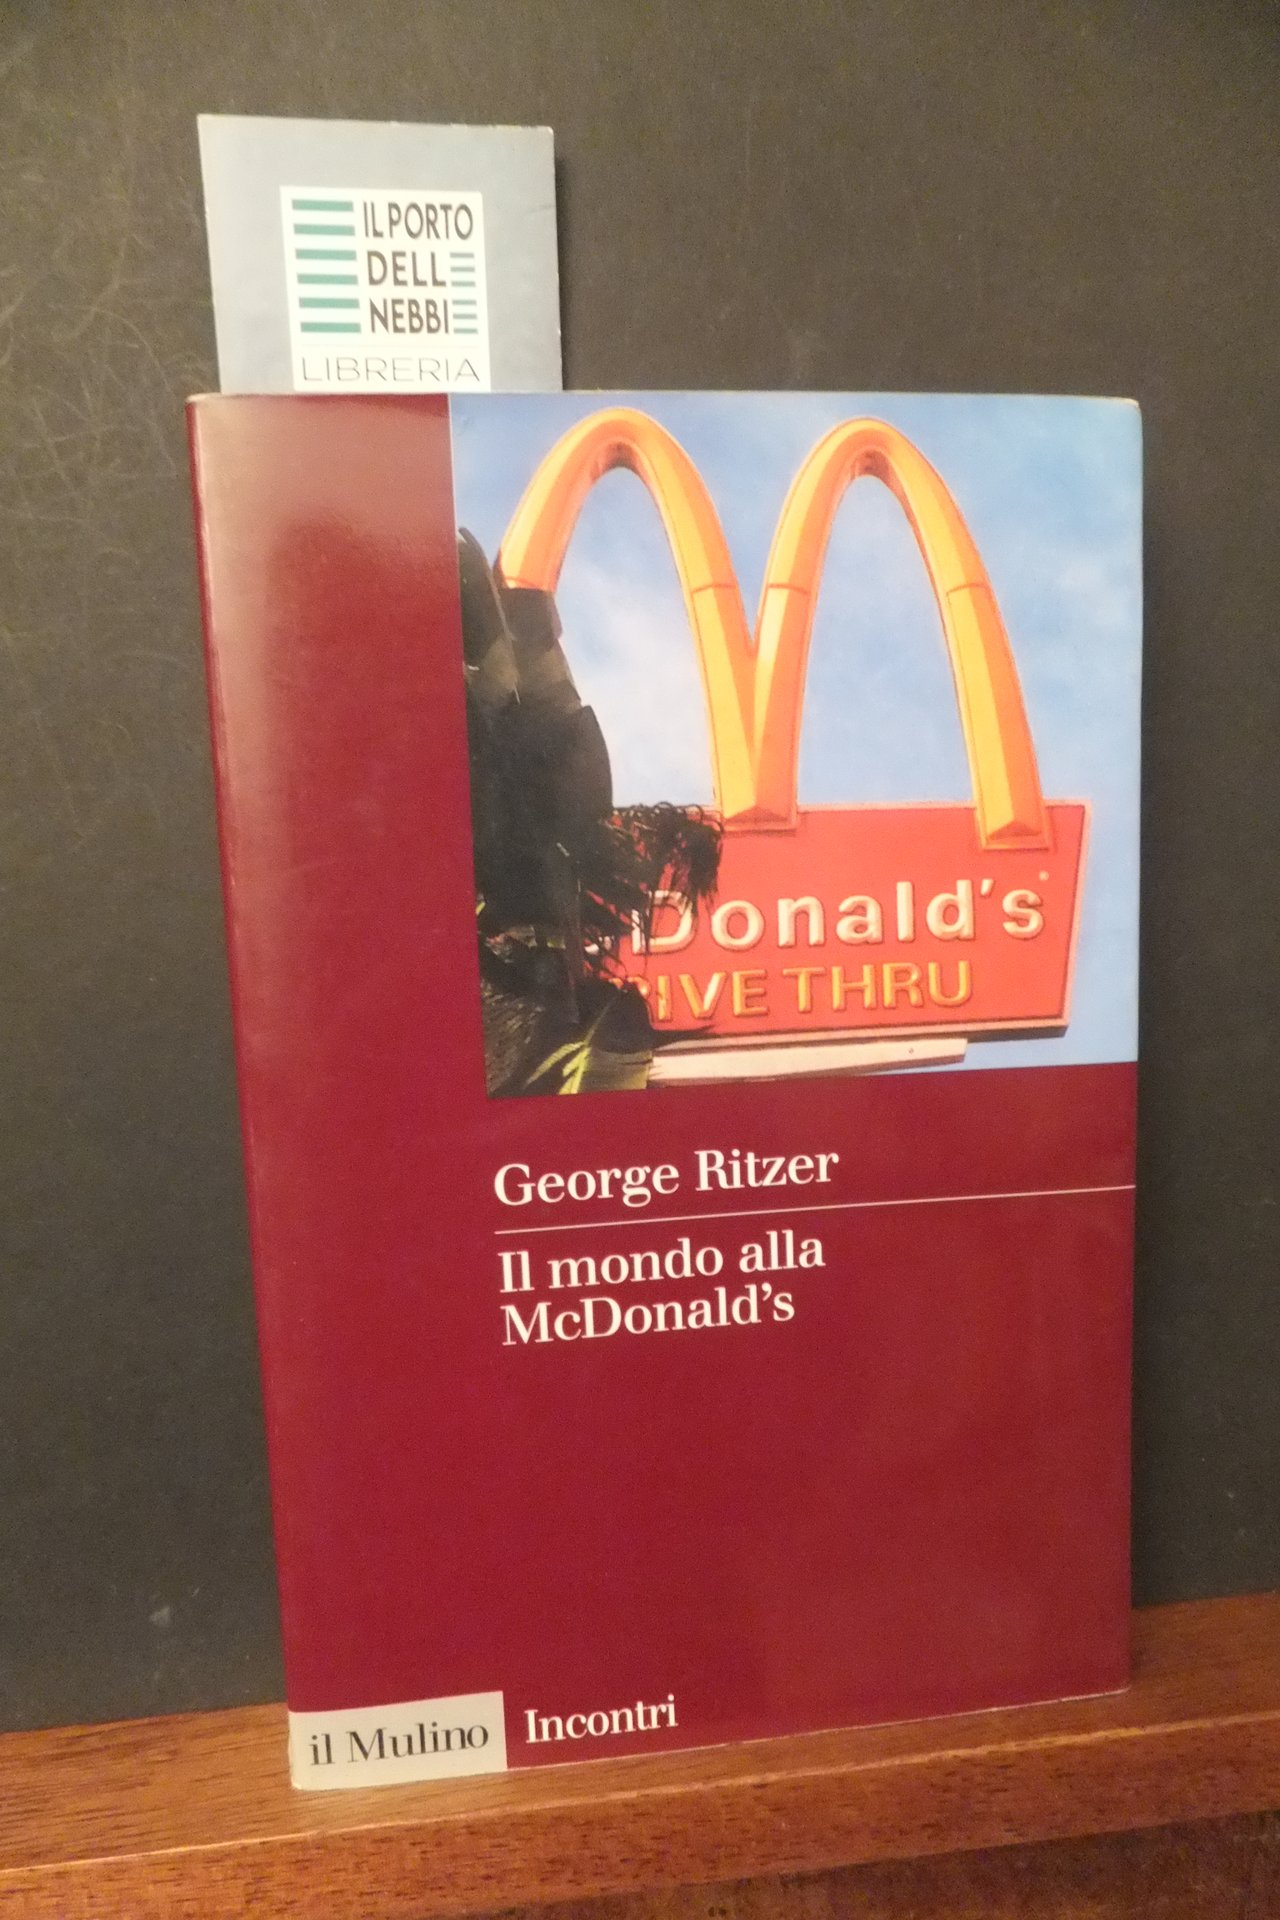 IL PORTO
DELLE
NEBBIE
LIBRERIA
Donald's
IVE THRU
George Ritzer
Il mondo alla
McDonald's
il Mulino
Incontri